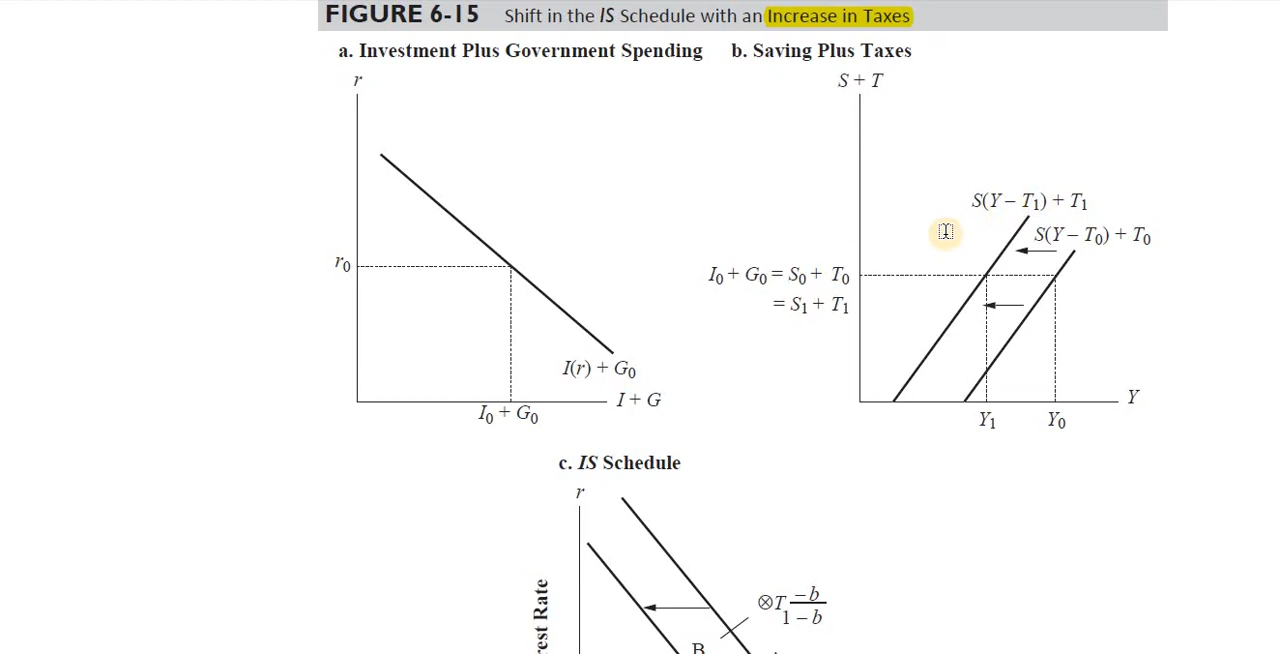 FIGURE 6-15 Shift in the IS Schedule with an Increase in Taxes
a. Investment Plus Government Spending
r
r0
I(r) + G0
I + G
I0 + G0
b. Saving Plus Taxes
S + T
S(Y – T1) + T1
S(Y – T0) + T0
I0 + G0 = S0 + T0
= S1 + T1
Y
Y1 Y0
c. IS Schedule
r
rest Rate
⊗T –b
1 – b
B